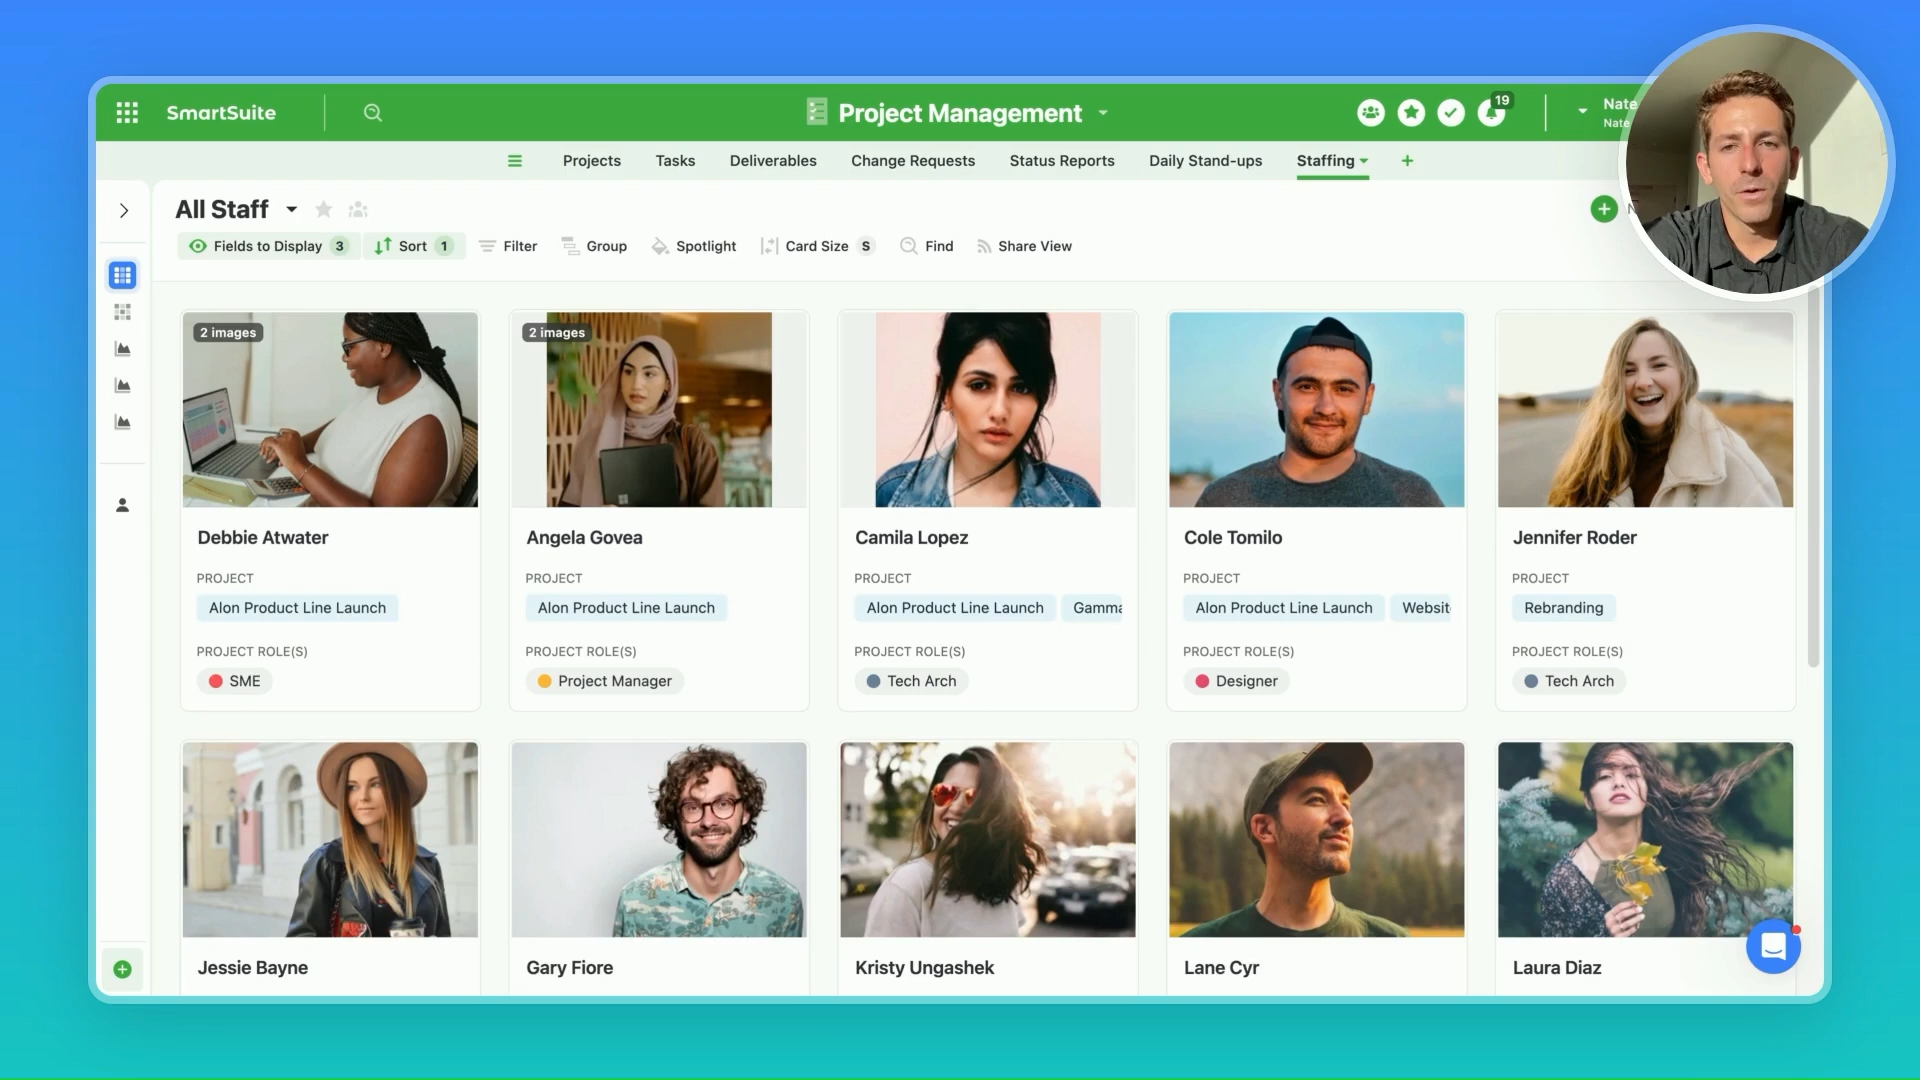 SmartSuite
Project Management
19
Nate
Nate
Projects Tasks Deliverables Change Requests Status Reports Daily Stand-ups Staffing
All Staff
Fields to Display 3 Sort 1 Filter Group Spotlight Card Size S Find Share View
2 images 2 images
Debbie Atwater Angela Govea Camila Lopez Cole Tomilo Jennifer Roder
PROJECT PROJECT PROJECT PROJECT PROJECT
Alon Product Line Launch Alon Product Line Launch Alon Product Line Launch Gamma Alon Product Line Launch Websit Rebranding
PROJECT ROLE(S) PROJECT ROLE(S) PROJECT ROLE(S) PROJECT ROLE(S) PROJECT ROLE(S)
SME Project Manager Tech Arch Designer Tech Arch
Jessie Bayne Gary Fiore Kristy Ungashek Lane Cyr Laura Diaz